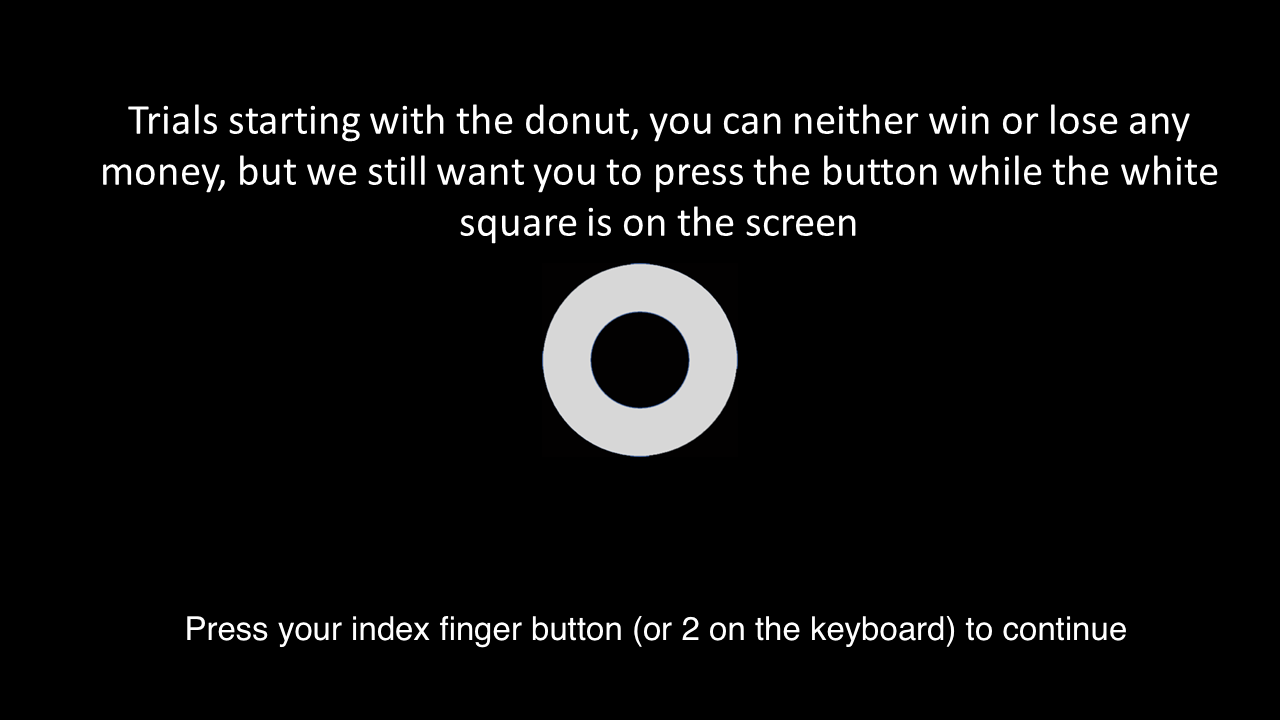 Trials starting with the donut, you can neither win or lose any
money, but we still want you to press the button while the white
square is on the screen
Press your index finger button (or 2 on the keyboard) to continue